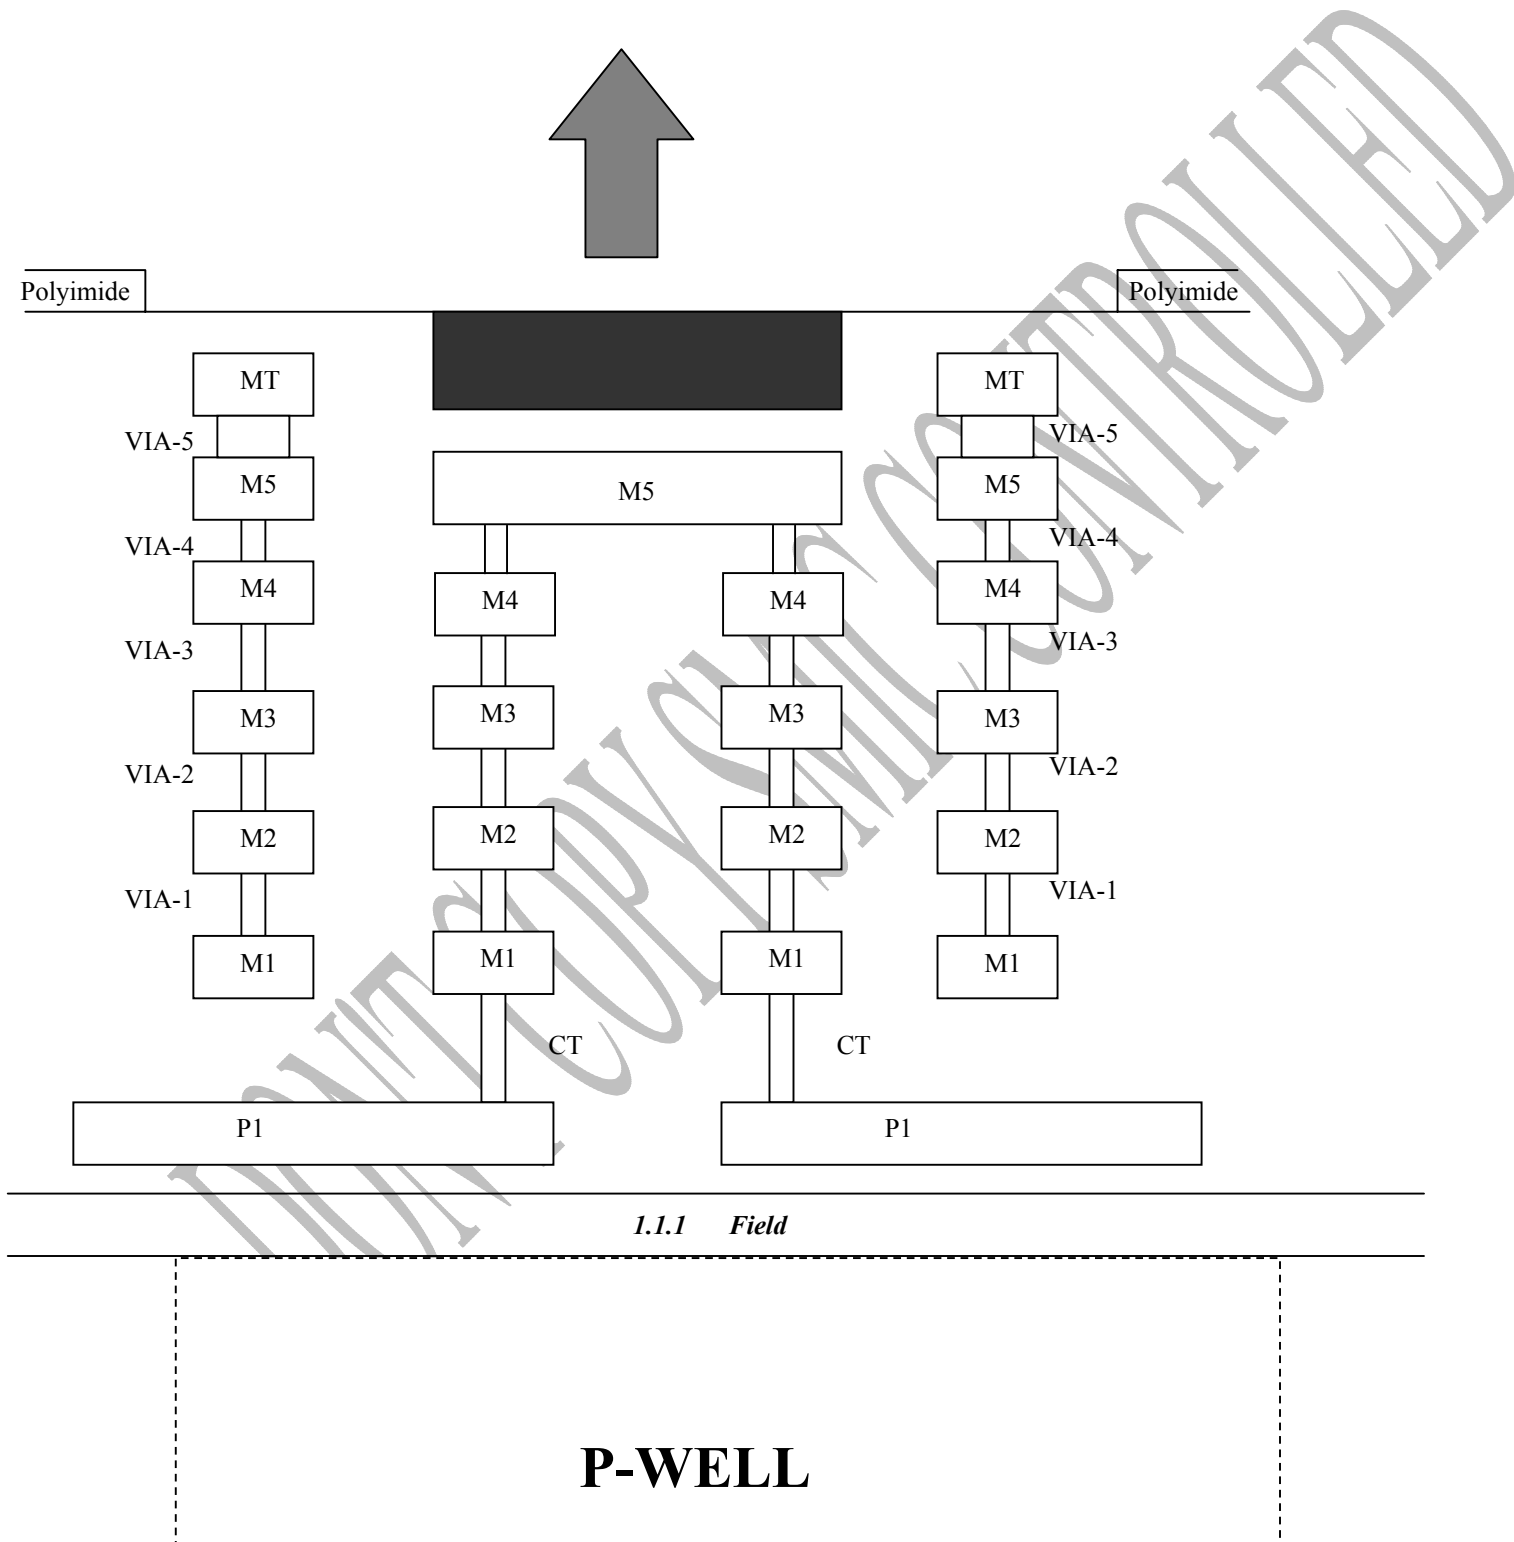 Polyimide Polyimide
MT MT
VIA-5 VIA-5
M5 M5 M5
VIA-4 VIA-4
M4 M4 M4 M4
VIA-3 VIA-3
M3 M3 M3 M3
VIA-2 VIA-2
M2 M2 M2 M2
VIA-1 VIA-1
M1 M1 M1 M1
CT CT
P1 P1
1.1.1 Field
P-WELL
DON'T COPY SMIC CONTROLLED